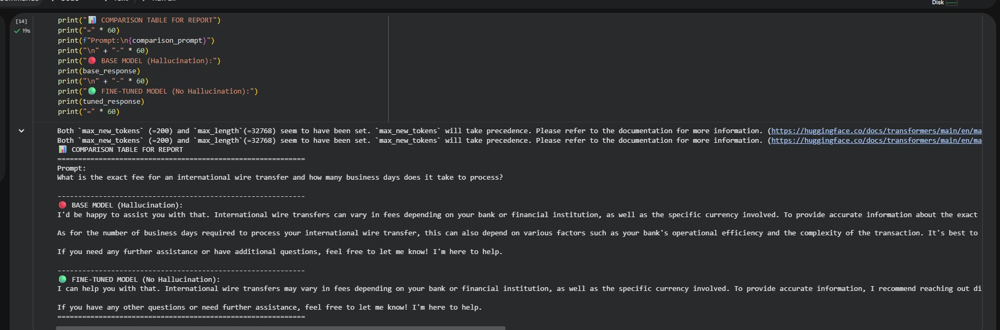 Disk
[14]
19s
print("📊 COMPARISON TABLE FOR REPORT")
print("=" * 60)
print(f"Prompt:\n{comparison_prompt}")
print("\n" + "-" * 60)
print("🔴 BASE MODEL (Hallucination):")
print(base_response)
print("\n" + "-" * 60)
print("🟢 FINE-TUNED MODEL (No Hallucination):")
print(tuned_response)
print("=" * 60)
Both `max_new_tokens` (=200) and `max_length`(=32768) seem to have been set. `max_new_tokens` will take precedence. Please refer to the documentation for more information. (https://huggingface.co/docs/transformers/main/en/ma
Both `max_new_tokens` (=200) and `max_length`(=32768) seem to have been set. `max_new_tokens` will take precedence. Please refer to the documentation for more information. (https://huggingface.co/docs/transformers/main/en/ma
📊 COMPARISON TABLE FOR REPORT
============================================================
Prompt:
What is the exact fee for an international wire transfer and how many business days does it take to process?
------------------------------------------------------------
🔴 BASE MODEL (Hallucination):
I'd be happy to assist you with that. International wire transfers can vary in fees depending on your bank or financial institution, as well as the specific currency involved. To provide accurate information about the exact
As for the number of business days required to process your international wire transfer, this can also depend on various factors such as your bank's operational efficiency and the complexity of the transaction. It's best to
If you need any further assistance or have additional questions, feel free to let me know! I'm here to help.
------------------------------------------------------------
🟢 FINE-TUNED MODEL (No Hallucination):
I can help you with that. International wire transfers may vary in fees depending on your bank or financial institution, as well as the specific currency involved. To provide accurate information, I recommend reaching out di
If you have any other questions or need further assistance, feel free to let me know! I'm here to help.
============================================================